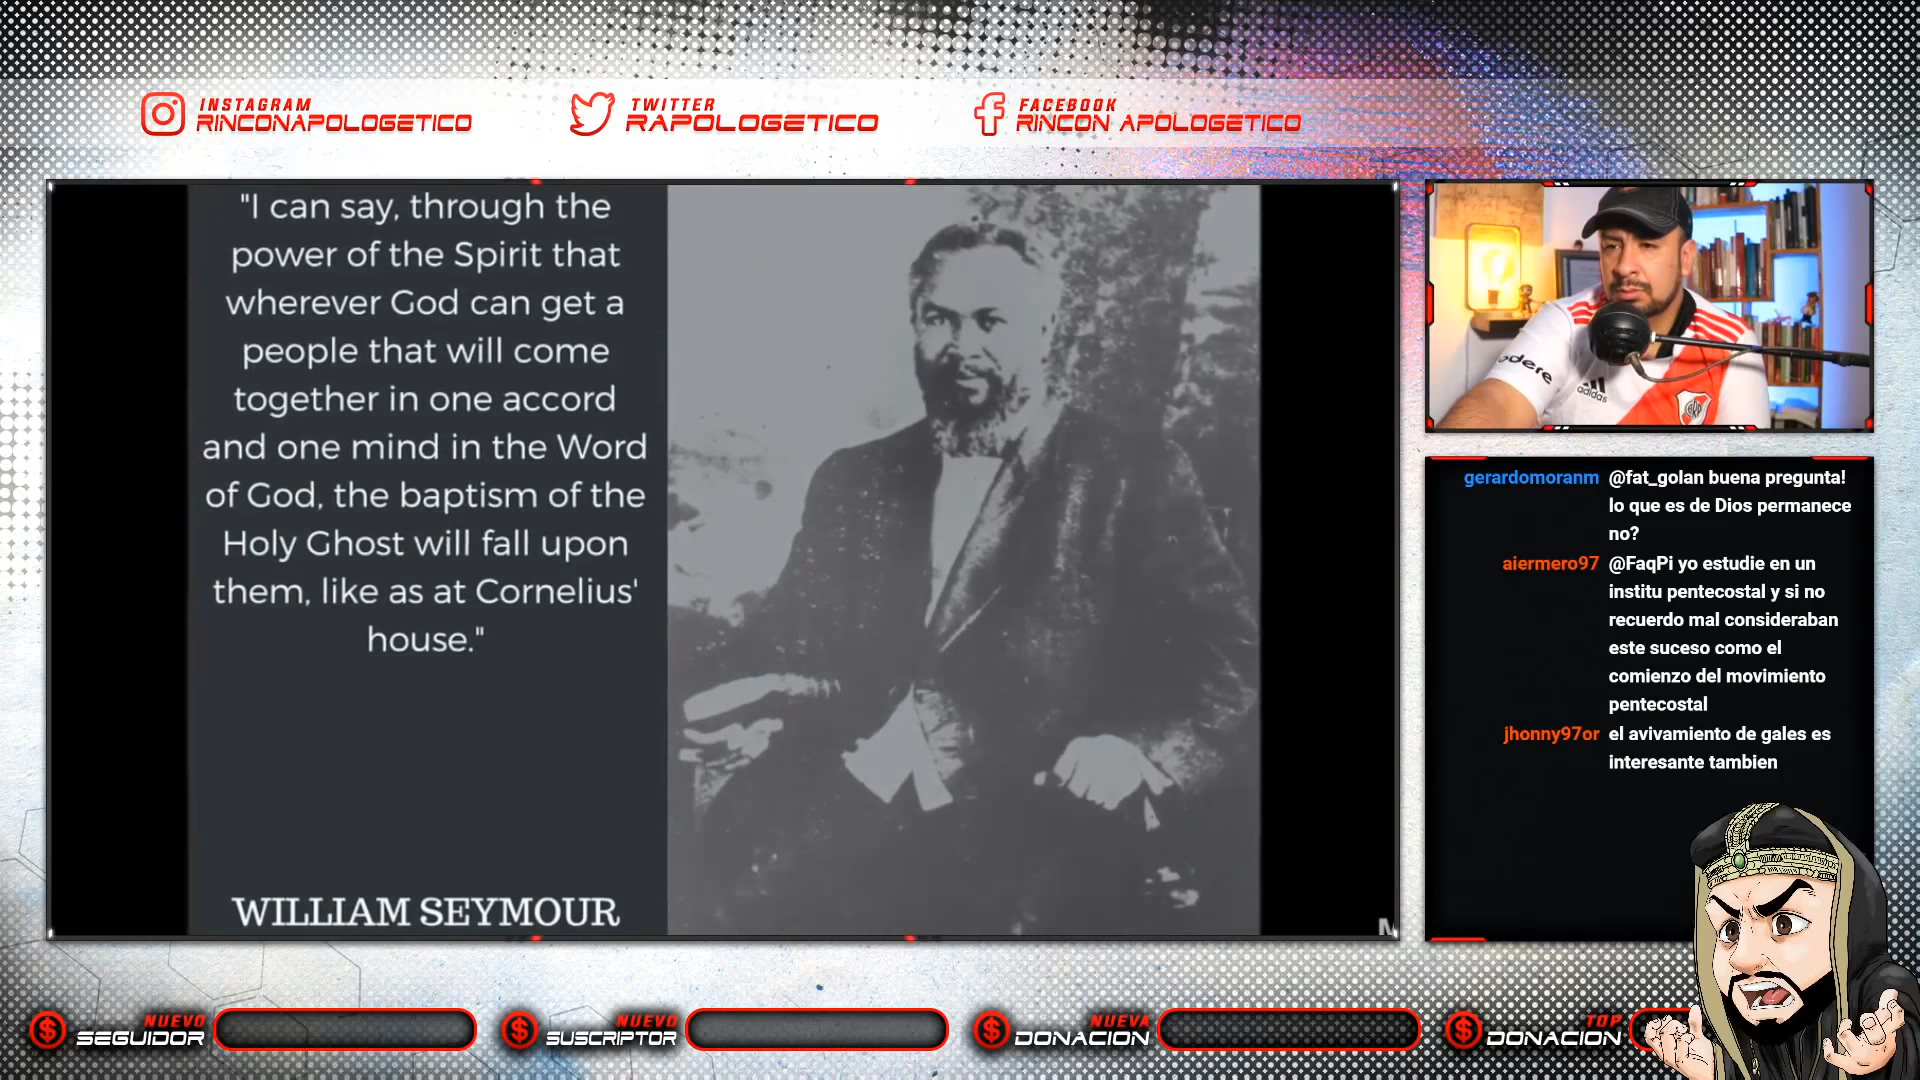 INSTAGRAM
RINCONAPOLOGETICO
TWITTER
RAPOLOGETICO
FACEBOOK
RINCON APOLOGETICO
"I can say, through the
power of the Spirit that
wherever God can get a
people that will come
together in one accord
and one mind in the Word
of God, the baptism of the
Holy Ghost will fall upon
them, like as at Cornelius'
house."
WILLIAM SEYMOUR
M
codere
adidas
CARP
gerardomoranm @fat_golan buena pregunta!
lo que es de Dios permanece
no?
aiermero97 @FaqPi yo estudie en un
institu pentecostal y si no
recuerdo mal consideraban
este suceso como el
comienzo del movimiento
pentecostal
jhonny97or el avivamiento de gales es
interesante tambien
NUEVO
SEGUIDOR
NUEVO
SUSCRIPTOR
NUEVA
DONACION
TOP
DONACION